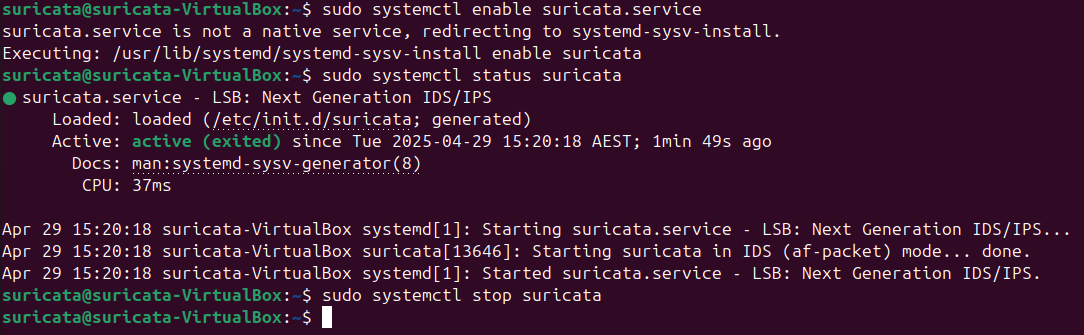 suricata@suricata-VirtualBox:~$ sudo systemctl enable suricata.service
suricata.service is not a native service, redirecting to systemd-sysv-install.
Executing: /usr/lib/systemd/systemd-sysv-install enable suricata
suricata@suricata-VirtualBox:~$ sudo systemctl status suricata
● suricata.service - LSB: Next Generation IDS/IPS
     Loaded: loaded (/etc/init.d/suricata; generated)
     Active: active (exited) since Tue 2025-04-29 15:20:18 AEST; 1min 49s ago
       Docs: man:systemd-sysv-generator(8)
        CPU: 37ms

Apr 29 15:20:18 suricata-VirtualBox systemd[1]: Starting suricata.service - LSB: Next Generation IDS/IPS...
Apr 29 15:20:18 suricata-VirtualBox suricata[13646]: Starting suricata in IDS (af-packet) mode... done.
Apr 29 15:20:18 suricata-VirtualBox systemd[1]: Started suricata.service - LSB: Next Generation IDS/IPS.
suricata@suricata-VirtualBox:~$ sudo systemctl stop suricata
suricata@suricata-VirtualBox:~$